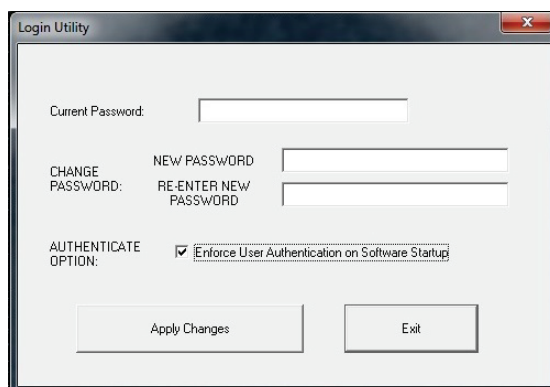 Login Utility
Current Password:
CHANGE
PASSWORD:
NEW PASSWORD
RE-ENTER NEW
PASSWORD
AUTHENTICATE
OPTION:
Enforce User Authentication on Software Startup
Apply Changes
Exit